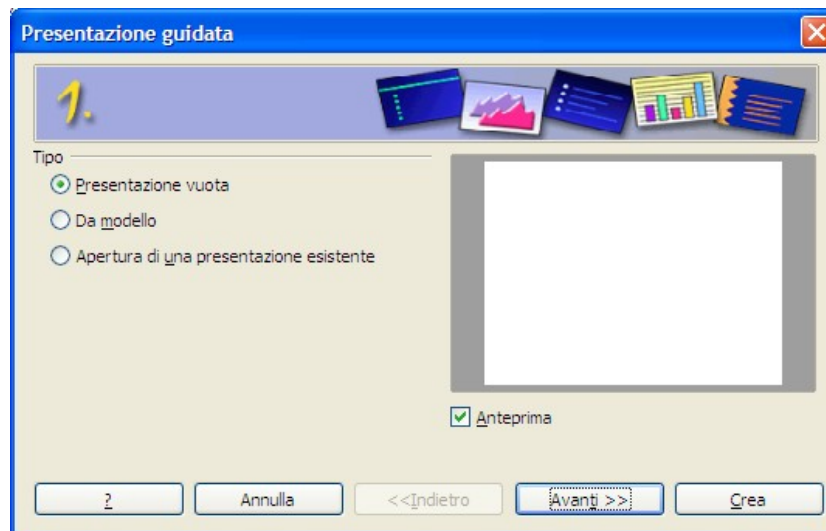 Presentazione guidata
1.
Tipo
Presentazione vuota
Da modello
Apertura di una presentazione esistente
Anteprima
? Annulla <<Indietro Avanti >> Crea